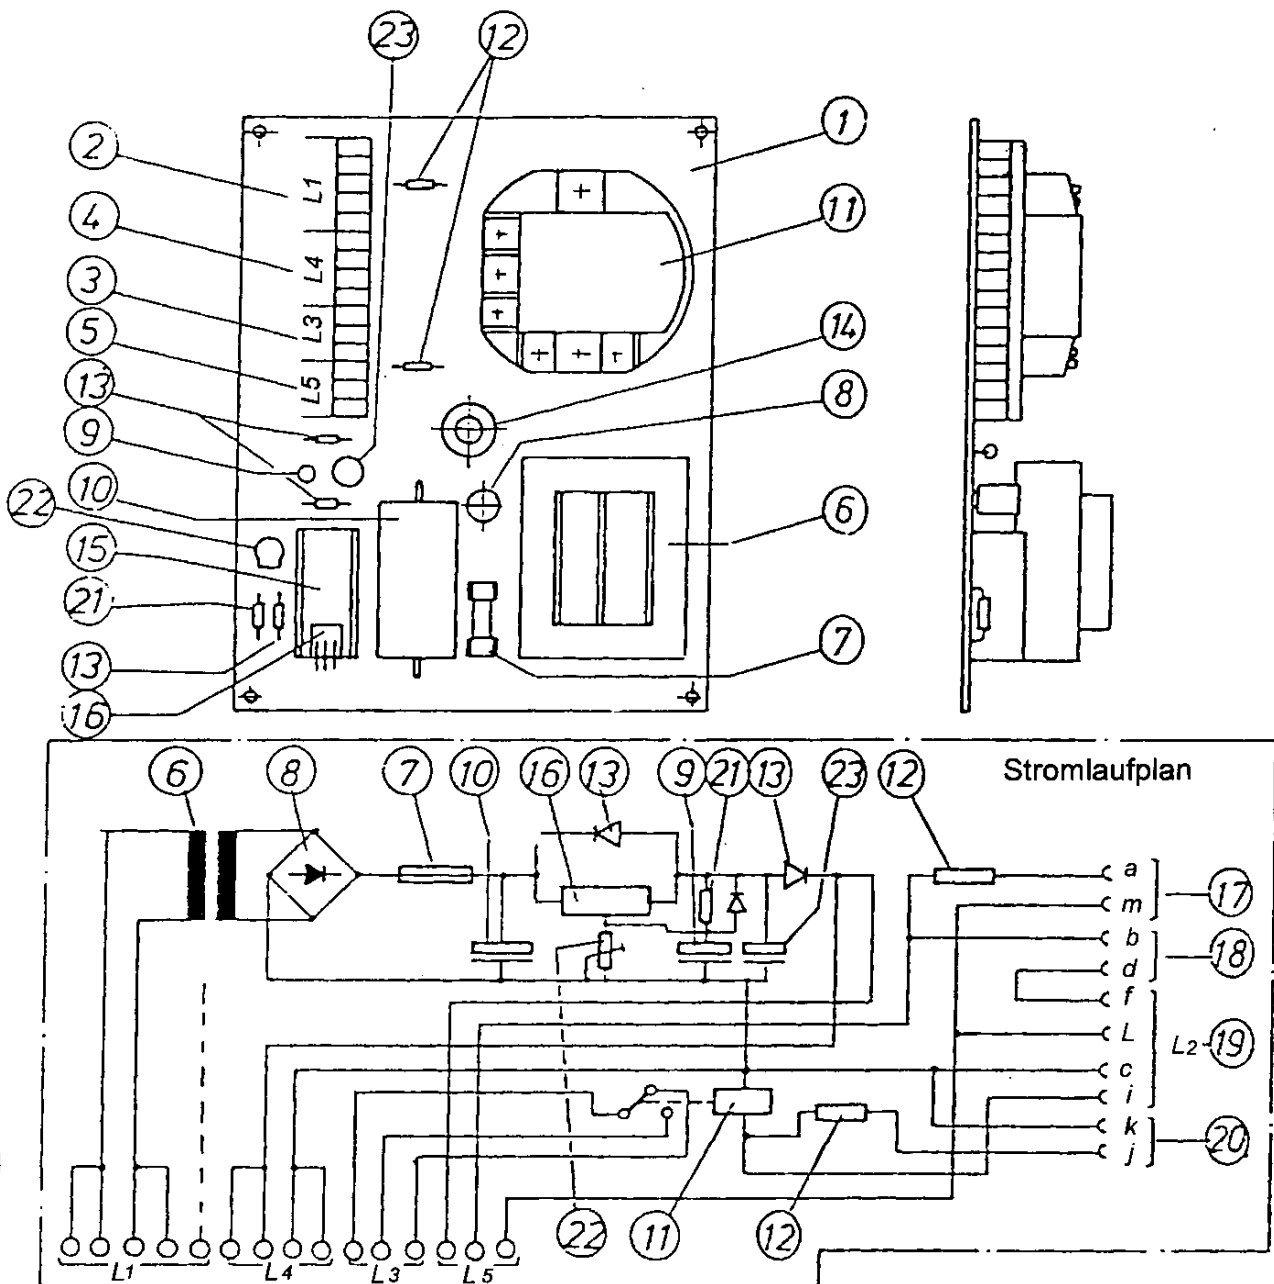 23 12
2 1
L1
4 11
L4
3
L3
5 14
L5
13 8
9
10
22 6
15
21 7
13
16
6 8 7 10 16 13 9 21 13 23 12 Stromlaufplan
a
m 17
b
d 18
f
L
L2 19
c
i
k
j 20
22 11 12
L1 L4 L3 L5